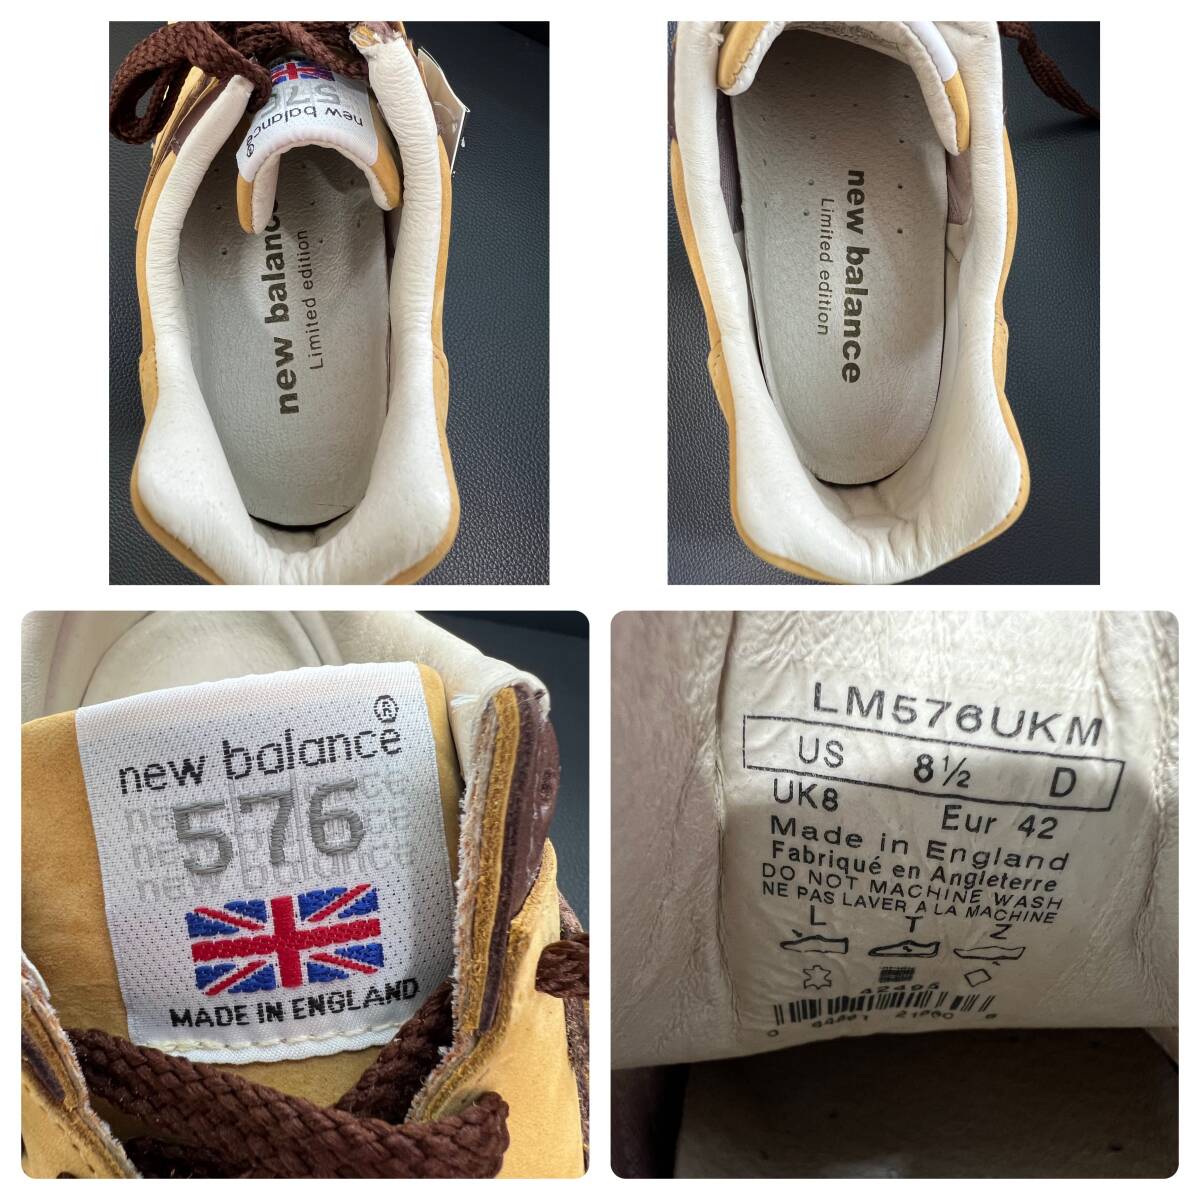 576
new balance®
new balance
Limited edition
new balance
Limited edition
new balance®
576
MADE IN ENGLAND
LM576UKM
US 8½ D
UK8 Eur 42
Made in England
Fabriqué en Angleterre
DO NOT MACHINE WASH
NE PAS LAVER A LA MACHINE
L T Z
42495